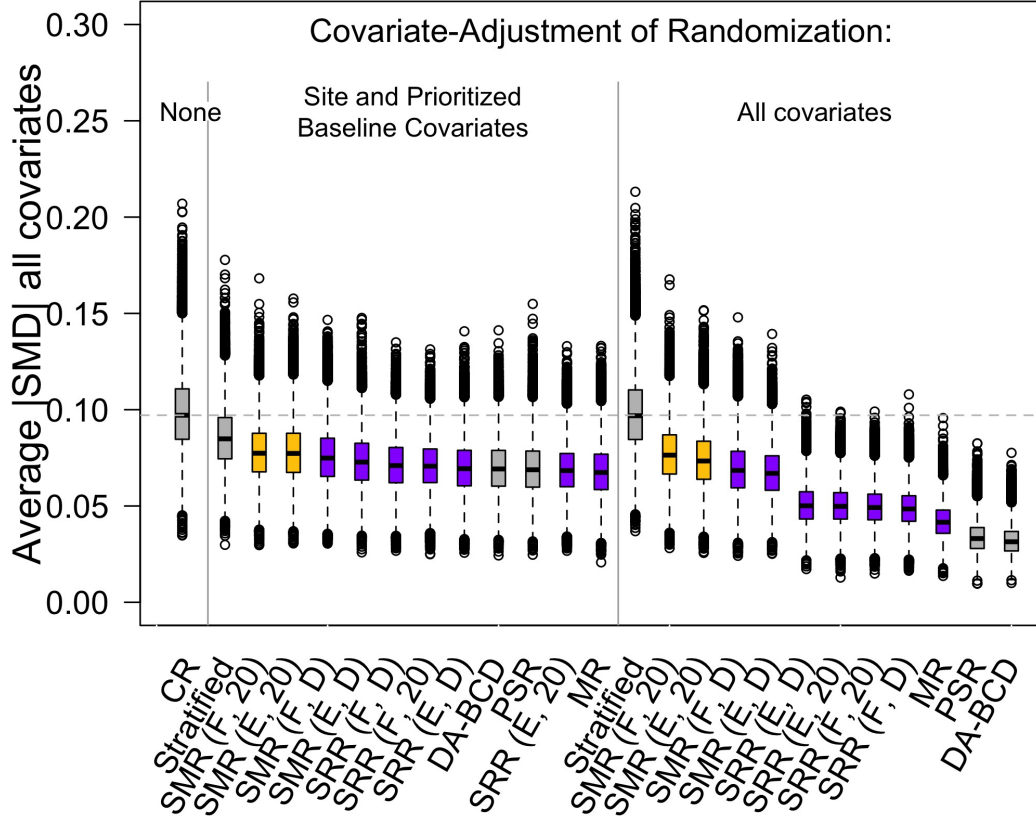 Covariate-Adjustment of Randomization:
None
Site and Prioritized
Baseline Covariates
All covariates
Average |SMD| all covariates
0.30
0.25
0.20
0.15
0.10
0.05
0.00
CR
Stratified
SMR (F, 20)
SMR (E, 20)
SMR (F, D)
SMR (E, D)
SRR (F, D)
SRR (F, 20)
SRR (E, D)
DA-BCD
PSR
SRR (E, 20)
MR
Stratified
SMR (F, 20)
SMR (E, 20)
SMR (F, D)
SMR (E, D)
SRR (E, D)
SRR (E, 20)
SRR (F, 20)
SRR (F, D)
MR
PSR
DA-BCD